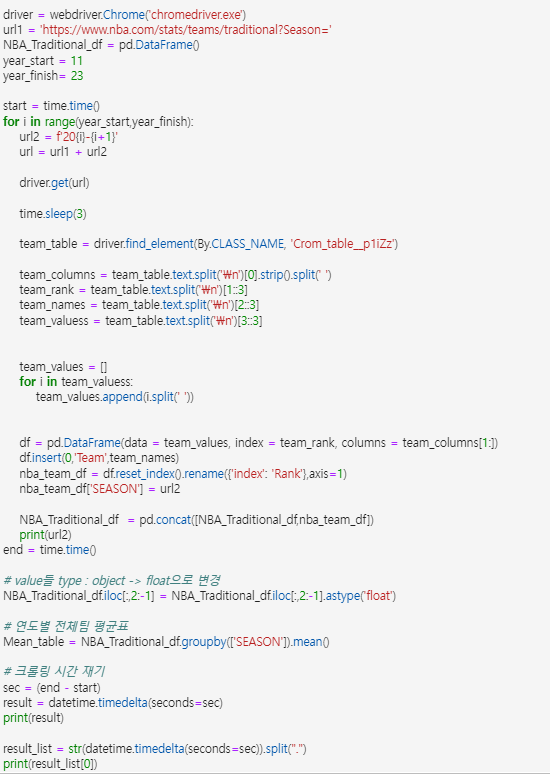 driver = webdriver.Chrome('chromedriver.exe')
url1 = 'https://www.nba.com/stats/teams/traditional?Season='
NBA_Traditional_df = pd.DataFrame()
year_start = 11
year_finish= 23
start = time.time()
for i in range(year_start,year_finish):
url2 = f'20{i}-{i+1}'
url = url1 + url2
driver.get(url)
time.sleep(3)
team_table = driver.find_element(By.CLASS_NAME, 'Crom_table__p1iZz')
team_columns = team_table.text.split('₩n')[0].strip().split(' ')
team_rank = team_table.text.split('₩n')[1::3]
team_names = team_table.text.split('₩n')[2::3]
team_valuess = team_table.text.split('₩n')[3::3]
team_values = []
for i in team_valuess:
team_values.append(i.split(' '))
df = pd.DataFrame(data = team_values, index = team_rank, columns = team_columns[1:])
df.insert(0,'Team',team_names)
nba_team_df = df.reset_index().rename({'index': 'Rank'},axis=1)
nba_team_df['SEASON'] = url2
NBA_Traditional_df  = pd.concat([NBA_Traditional_df,nba_team_df])
print(url2)
end = time.time()
# value들 type : object -> float으로 변경
NBA_Traditional_df.iloc[:,2:-1] = NBA_Traditional_df.iloc[:,2:-1].astype('float')
# 연도별 전체팀 평균표
Mean_table = NBA_Traditional_df.groupby(['SEASON']).mean()
# 크롤링 시간 재기
sec = (end - start)
result = datetime.timedelta(seconds=sec)
print(result)
result_list = str(datetime.timedelta(seconds=sec)).split(".")
print(result_list[0])